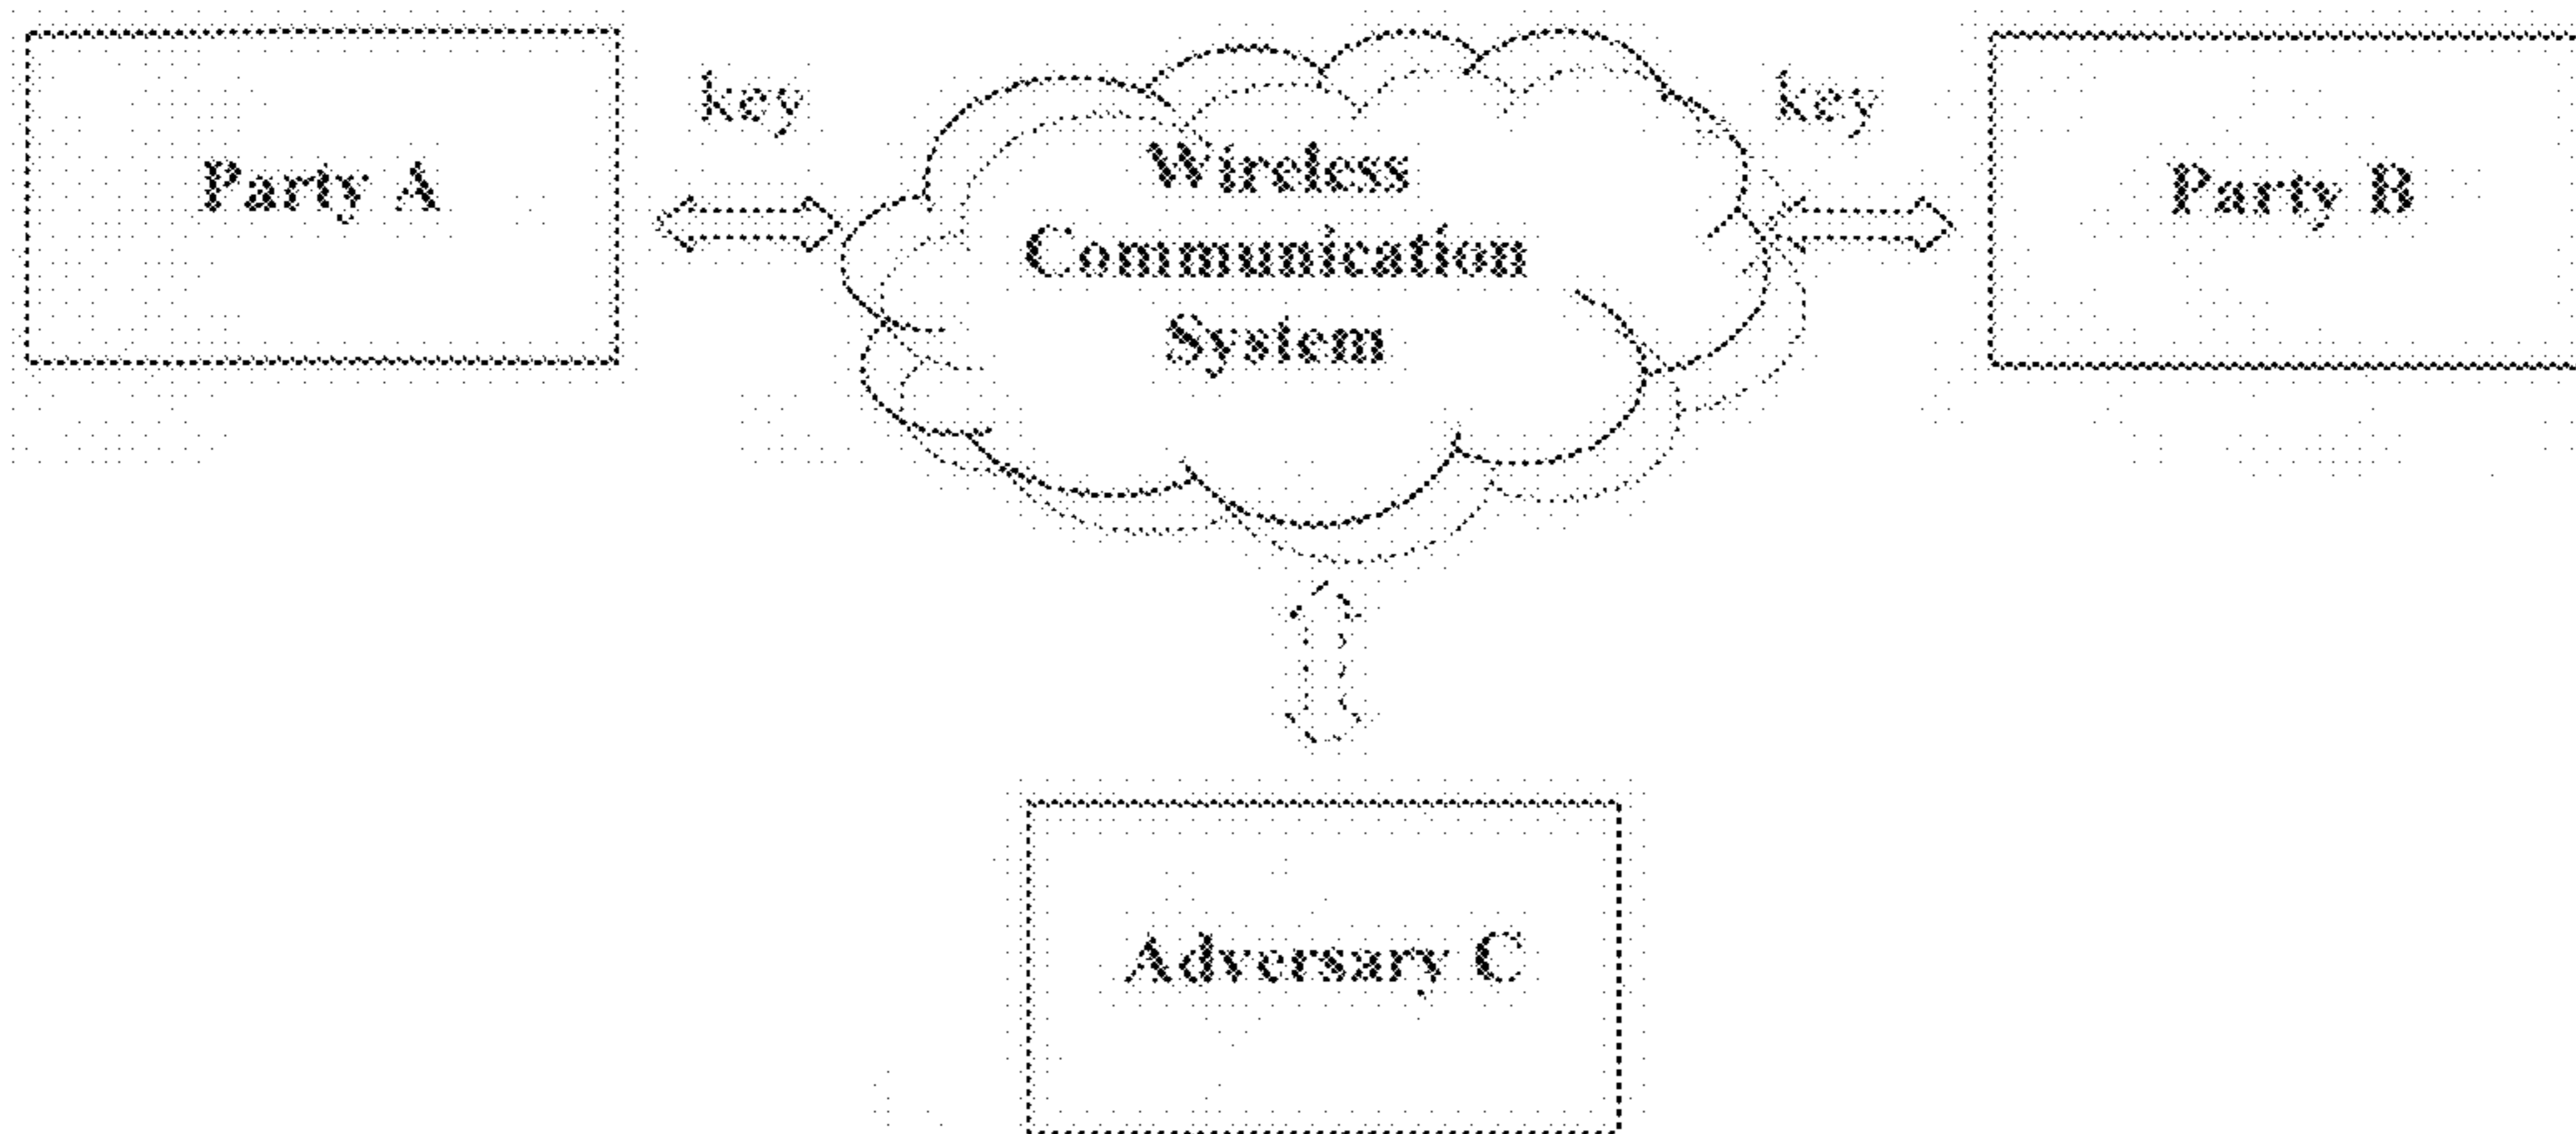 Party A
key
Wireless
Communication
System
key
Party B
Adversary C